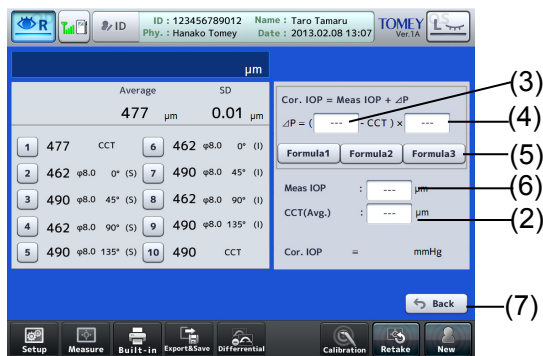 R
ID
ID : 123456789012 Name : Taro Tamaru
Phy. : Hanako Tomey Date : 2013.02.08 13:07
TOMEY
Ver.1A
L
µm
Average SD
477 µm 0.01 µm
1 477 CCT 6 462 φ8.0 0° (I)
2 462 φ8.0 0° (S) 7 490 φ8.0 45° (I)
3 490 φ8.0 45° (S) 8 462 φ8.0 90° (I)
4 462 φ8.0 90° (S) 9 490 φ8.0 135° (I)
5 490 φ8.0 135° (S) 10 490 CCT
Cor. IOP = Meas IOP + ⊿P
⊿P = ( --- - CCT ) × ---
Formula1 Formula2 Formula3
Meas IOP : --- µm
CCT(Avg.) : --- µm
Cor. IOP = mmHg
Back
(3)
(4)
(5)
(6)
(2)
(7)
Setup Measure Built-in Export&Save Differrential Calibration Retake New